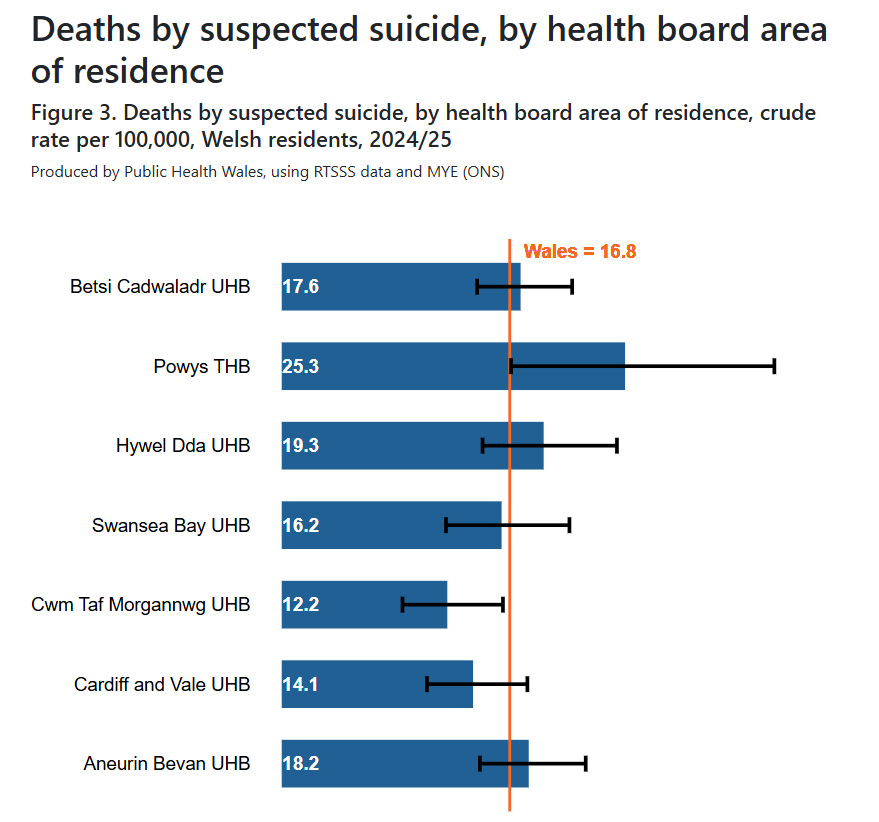 Deaths by suspected suicide, by health board area
of residence
Figure 3. Deaths by suspected suicide, by health board area of residence, crude
rate per 100,000, Welsh residents, 2024/25
Produced by Public Health Wales, using RTSSS data and MYE (ONS)
Wales = 16.8
Betsi Cadwaladr UHB 17.6
Powys THB 25.3
Hywel Dda UHB 19.3
Swansea Bay UHB 16.2
Cwm Taf Morgannwg UHB 12.2
Cardiff and Vale UHB 14.1
Aneurin Bevan UHB 18.2